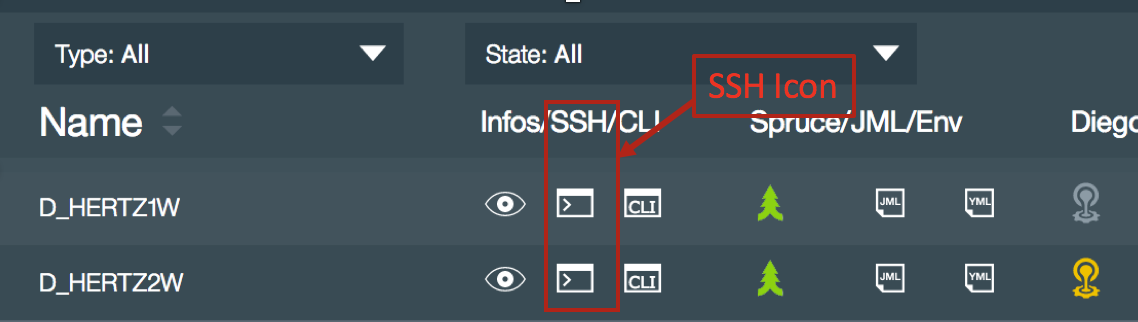 Type: All
State: All
SSH Icon
Name
Infos/SSH/CLI
Spruce/JML/Env
Diego
D_HERTZ1W
CLI
JML
YML
D_HERTZ2W
CLI
JML
YML